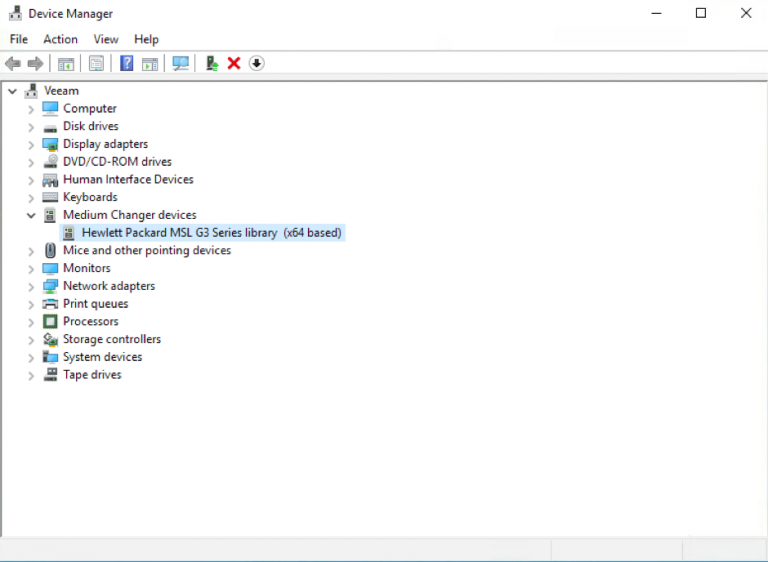 Device Manager
File Action View Help
Veeam
Computer
Disk drives
Display adapters
DVD/CD-ROM drives
Human Interface Devices
Keyboards
Medium Changer devices
Hewlett Packard MSL G3 Series library (x64 based)
Mice and other pointing devices
Monitors
Network adapters
Print queues
Processors
Storage controllers
System devices
Tape drives